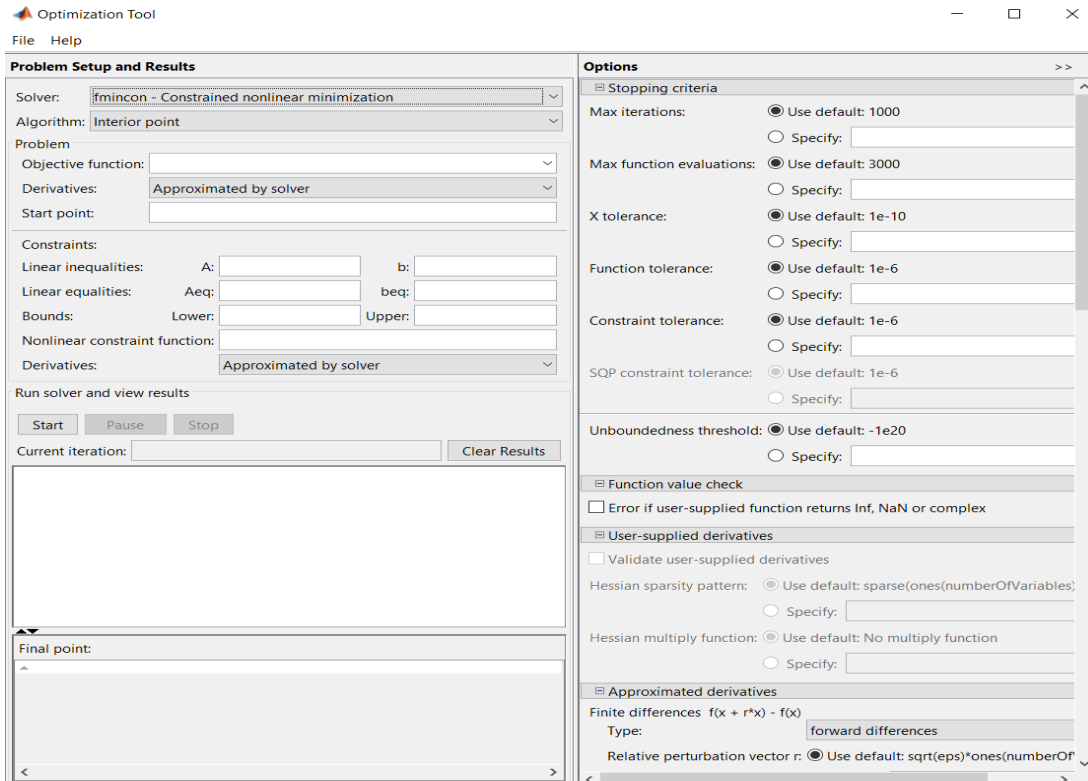 Optimization Tool
File Help
Problem Setup and Results
Solver: fmincon - Constrained nonlinear minimization
Algorithm: Interior point
Problem
Objective function:
Derivatives: Approximated by solver
Start point:
Constraints:
Linear inequalities: A: b:
Linear equalities: Aeq: beq:
Bounds: Lower: Upper:
Nonlinear constraint function:
Derivatives: Approximated by solver
Run solver and view results
Start Pause Stop
Current iteration: Clear Results
Final point:
Options >>
Stopping criteria
Max iterations: Use default: 1000
Specify:
Max function evaluations: Use default: 3000
Specify:
X tolerance: Use default: 1e-10
Specify:
Function tolerance: Use default: 1e-6
Specify:
Constraint tolerance: Use default: 1e-6
Specify:
SQP constraint tolerance: Use default: 1e-6
Specify:
Unboundedness threshold: Use default: -1e20
Specify:
Function value check
Error if user-supplied function returns Inf, NaN or complex
User-supplied derivatives
Validate user-supplied derivatives
Hessian sparsity pattern: Use default: sparse(ones(numberOfVariables)
Specify:
Hessian multiply function: Use default: No multiply function
Specify:
Approximated derivatives
Finite differences f(x + r*x) - f(x)
Type: forward differences
Relative perturbation vector r: Use default: sqrt(eps)*ones(numberOf